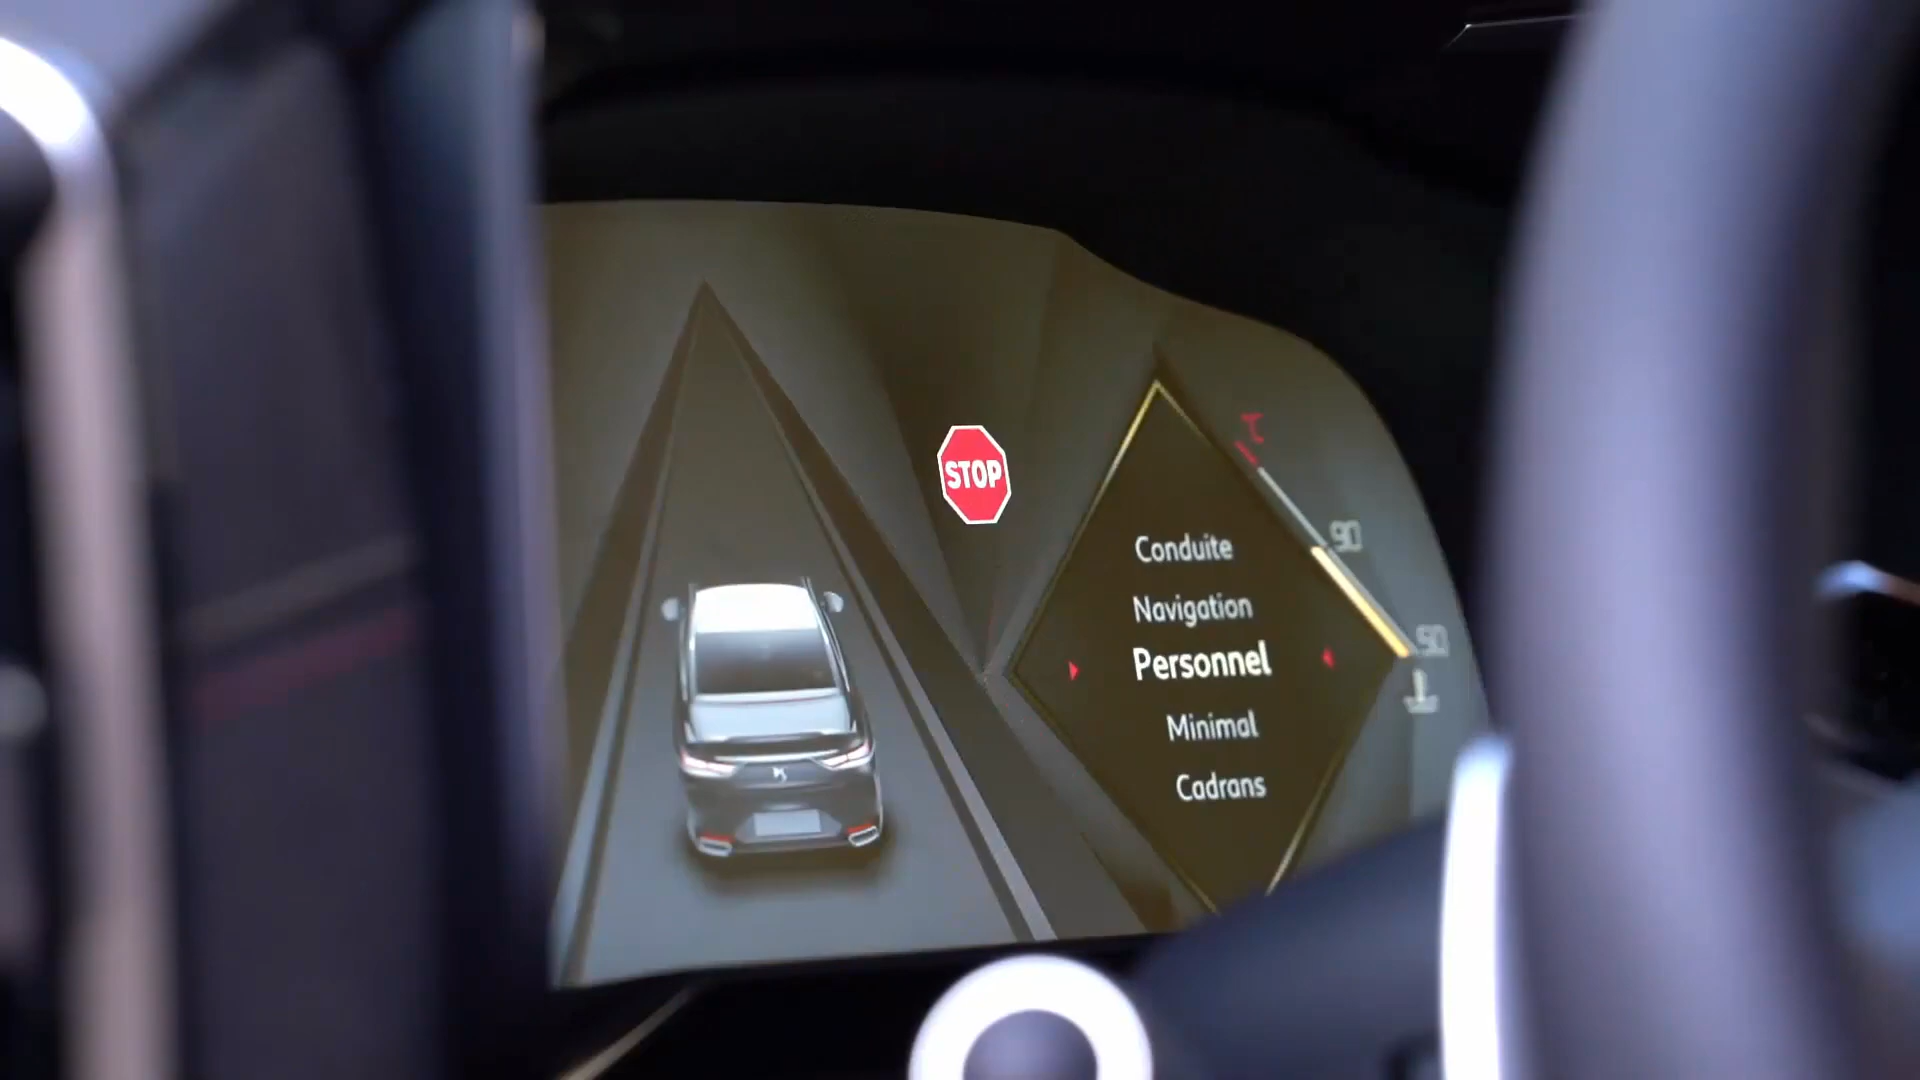 STOP
°C
90
50
Conduite
Navigation
Personnel
Minimal
Cadrans